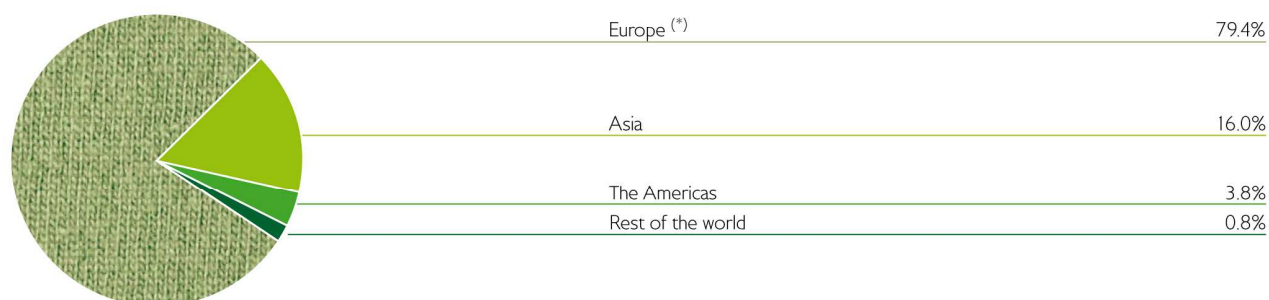 Europe (*) 79.4%
Asia 16.0%
The Americas 3.8%
Rest of the world 0.8%